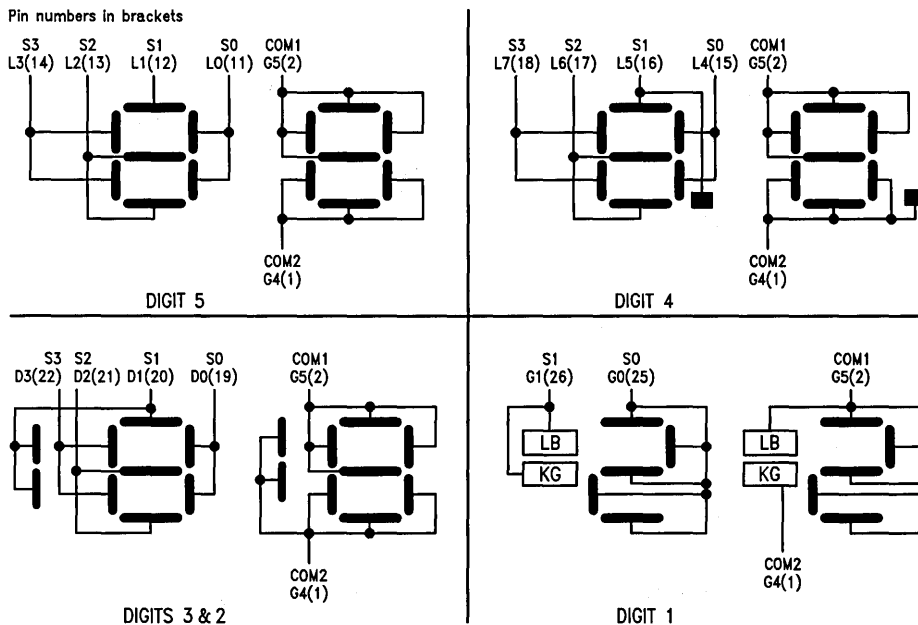 Pin numbers in brackets
S3 S2 S1 S0 COM1
L3(14) L2(13) L1(12) L0(11) G5(2)
COM2
G4(1)
DIGIT 5
S3 S2 S1 S0 COM1
L7(18) L6(17) L5(16) L4(15) G5(2)
COM2
G4(1)
DIGIT 4
S3 S2 S1 S0 COM1
D3(22) D2(21) D1(20) D0(19) G5(2)
COM2
G4(1)
DIGITS 3 & 2
S1 S0 COM1
G1(26) G0(25) G5(2)
LB LB
KG KG
COM2
G4(1)
DIGIT 1